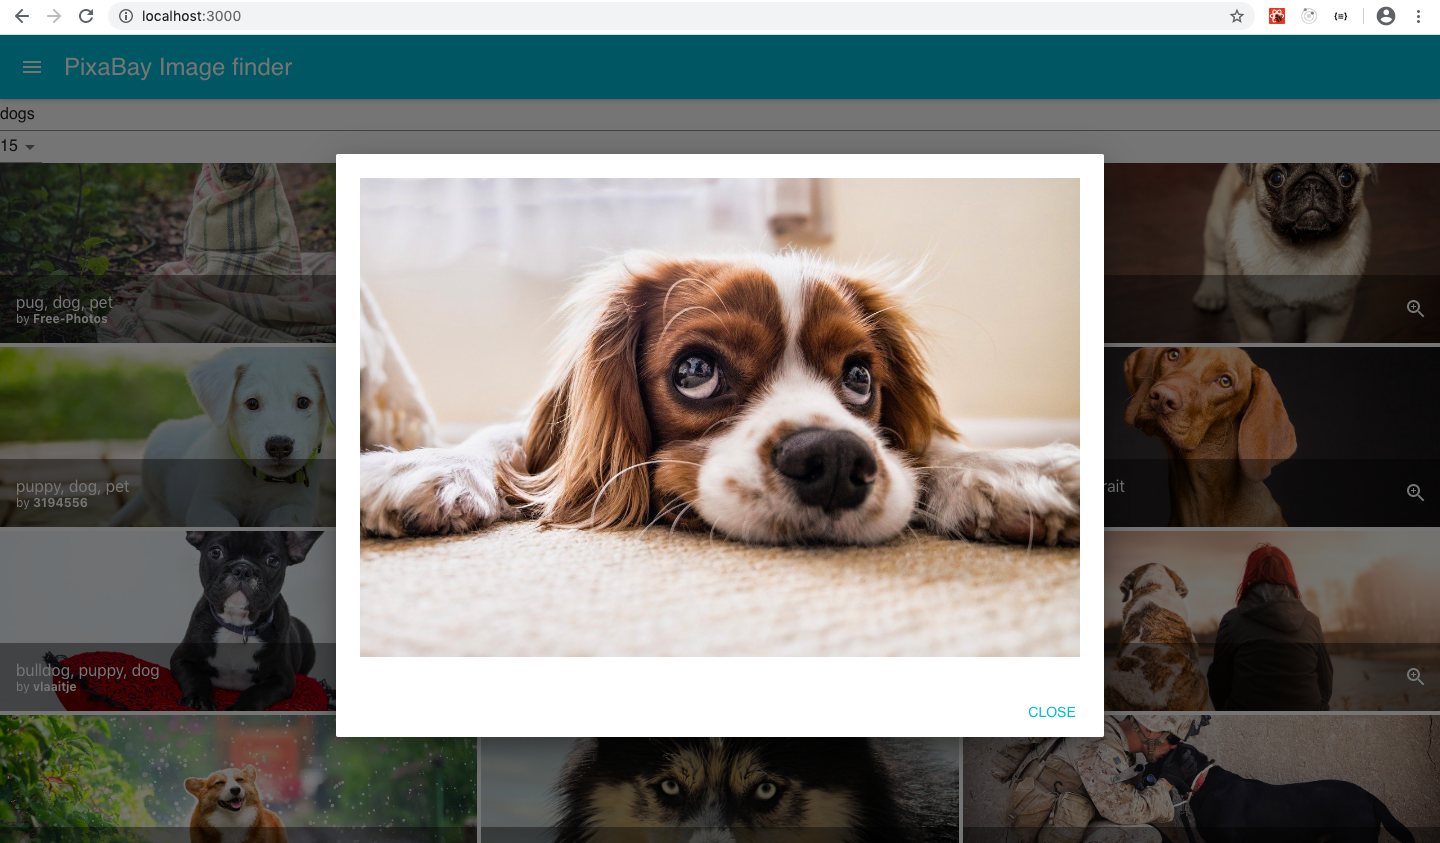 localhost:3000
PixaBay Image finder
dogs
15
pug, dog, pet
by Free-Photos
puppy, dog, pet
by 3194556
rait
bulldog, puppy, dog
by vlaaitje
CLOSE